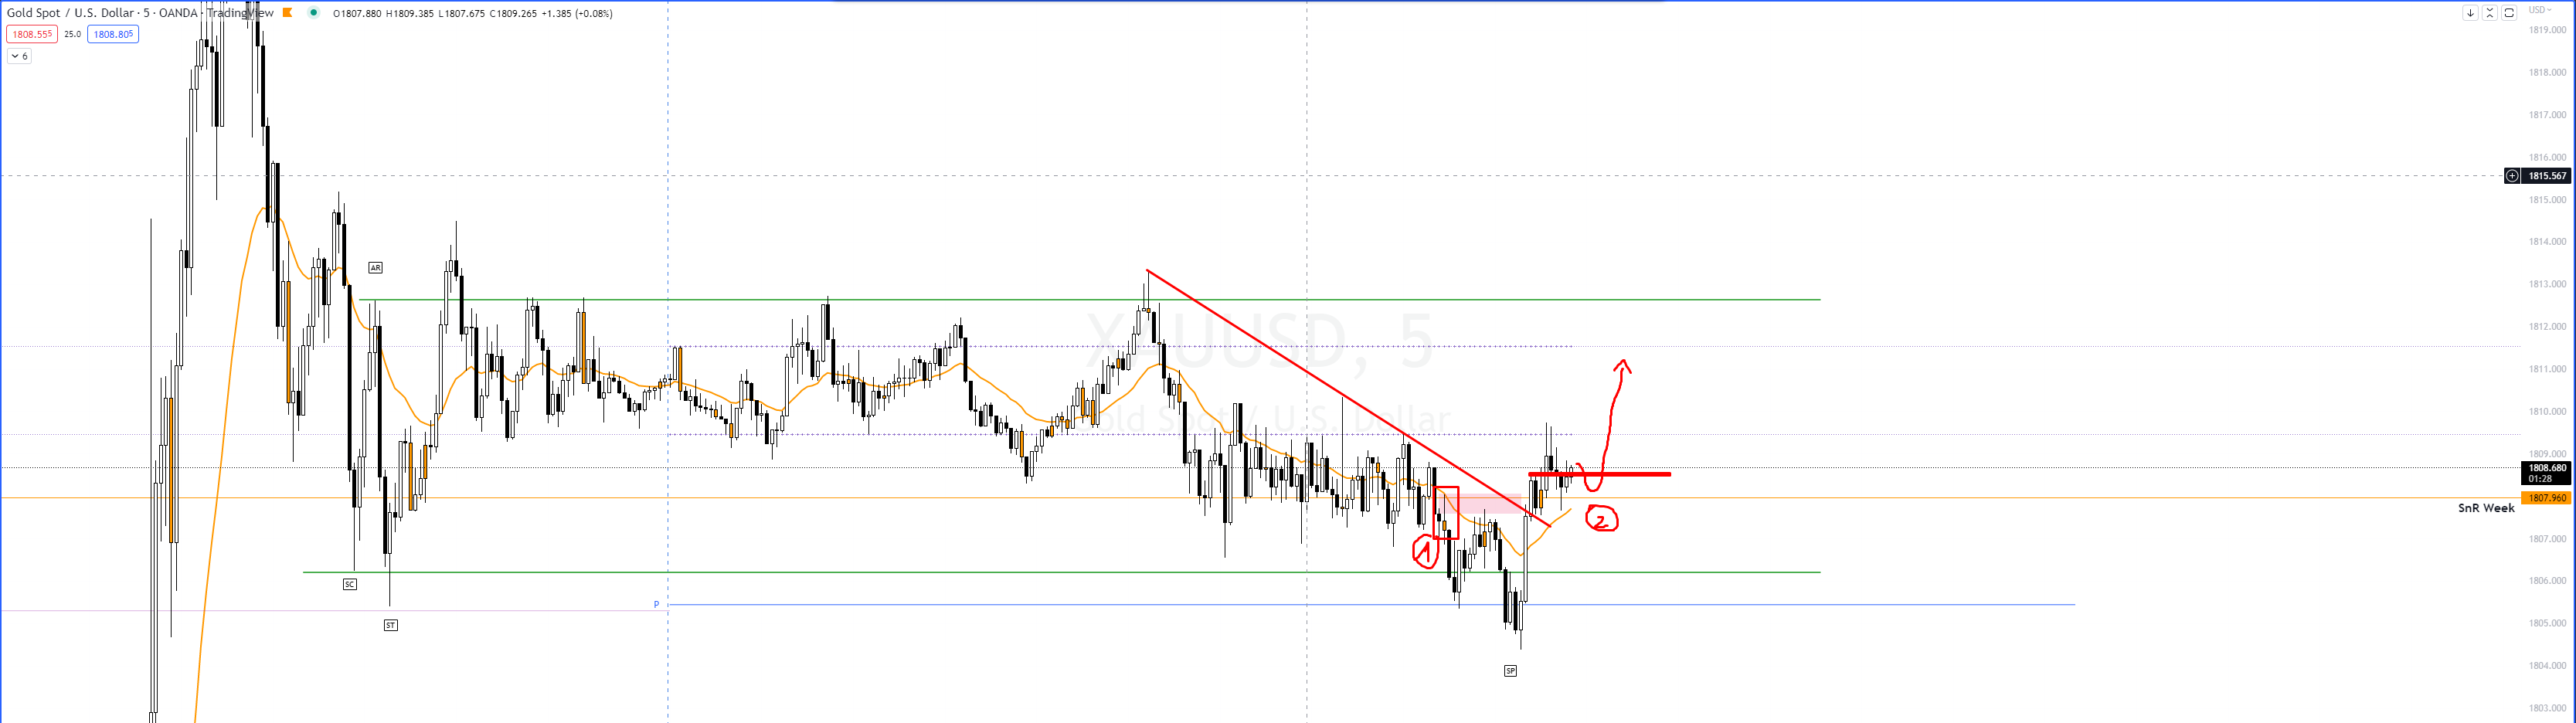 Gold Spot / U.S. Dollar · 5 · OANDA · TradingView O1807.880 H1809.385 L1807.675 C1809.265 +1.385 (+0.08%)
USD
1808.555 25.0 1808.805
6
1819.000
1818.000
1817.000
1816.000
1815.567
1815.000
1814.000
AR
1813.000
1812.000
XAUUSD, 5
1811.000
Gold Spot / U.S. Dollar
1810.000
1809.000
1808.680
01:28
1807.960
SnR Week
2
1
1807.000
SC
1806.000
P
ST
1805.000
SP
1804.000
1803.000